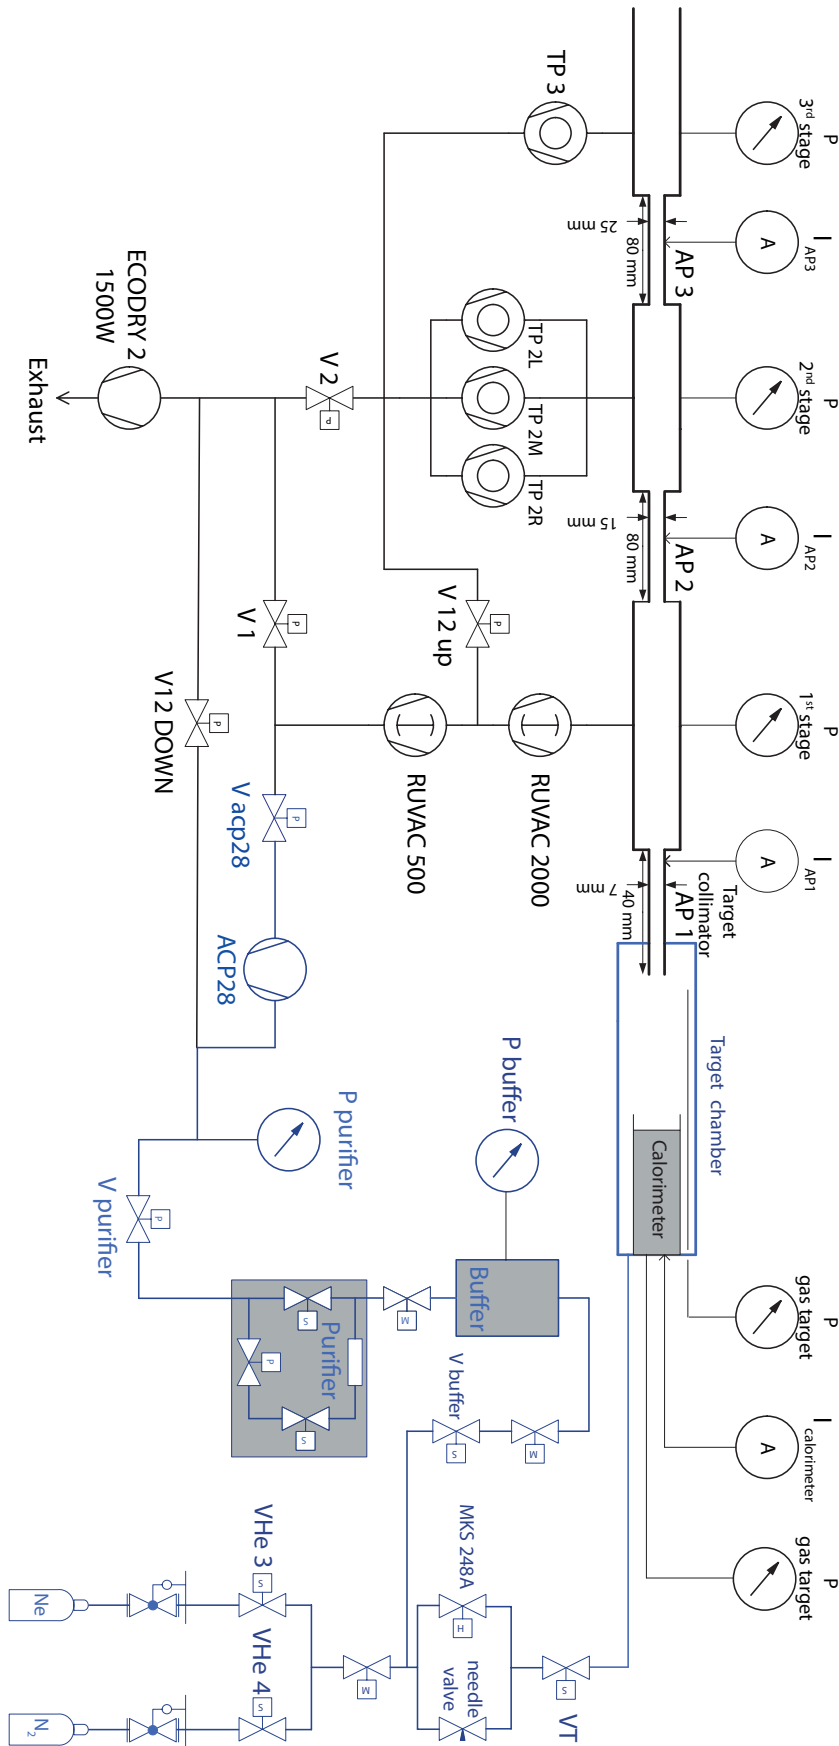 P
3rd stage
I AP3
P
2nd stage
I AP2
P
1st stage
I AP1
P
gas target
I calorimeter
P
gas target
A
A
A
A
AP 3
25 mm
80 mm
AP 2
15 mm
80 mm
Target
collimator
AP 1
7 mm
40 mm
Target chamber
Calorimeter
TP 3
TP 2L
TP 2M
TP 2R
V 2
P
V 12 up
P
RUVAC 2000
RUVAC 500
V 1
P
V12 DOWN
P
V acp28
P
ACP28
ECODRY 2
1500W
Exhaust
P purifier
V purifier
P
P buffer
Buffer
Purifier
S
P
S
M
V buffer
S
M
MKS 248A
H
needle
valve
VT
S
M
VHe 3
S
VHe 4
S
Ne
N2